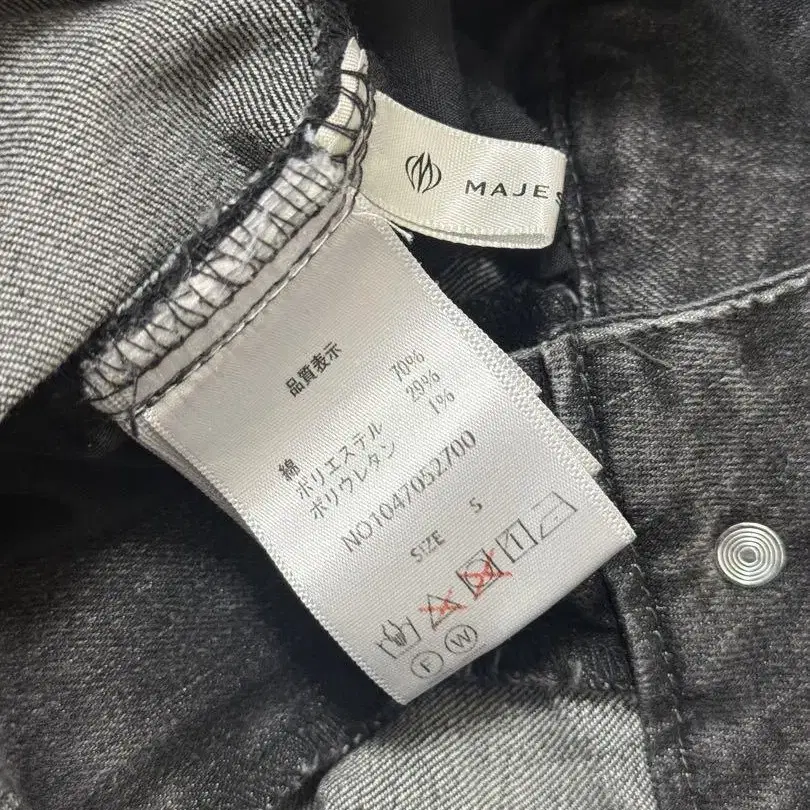 MAJES
品質表示
綿 70%
ポリエステル 29%
ポリウレタン 1%
NO1047052700
SIZE S
F W